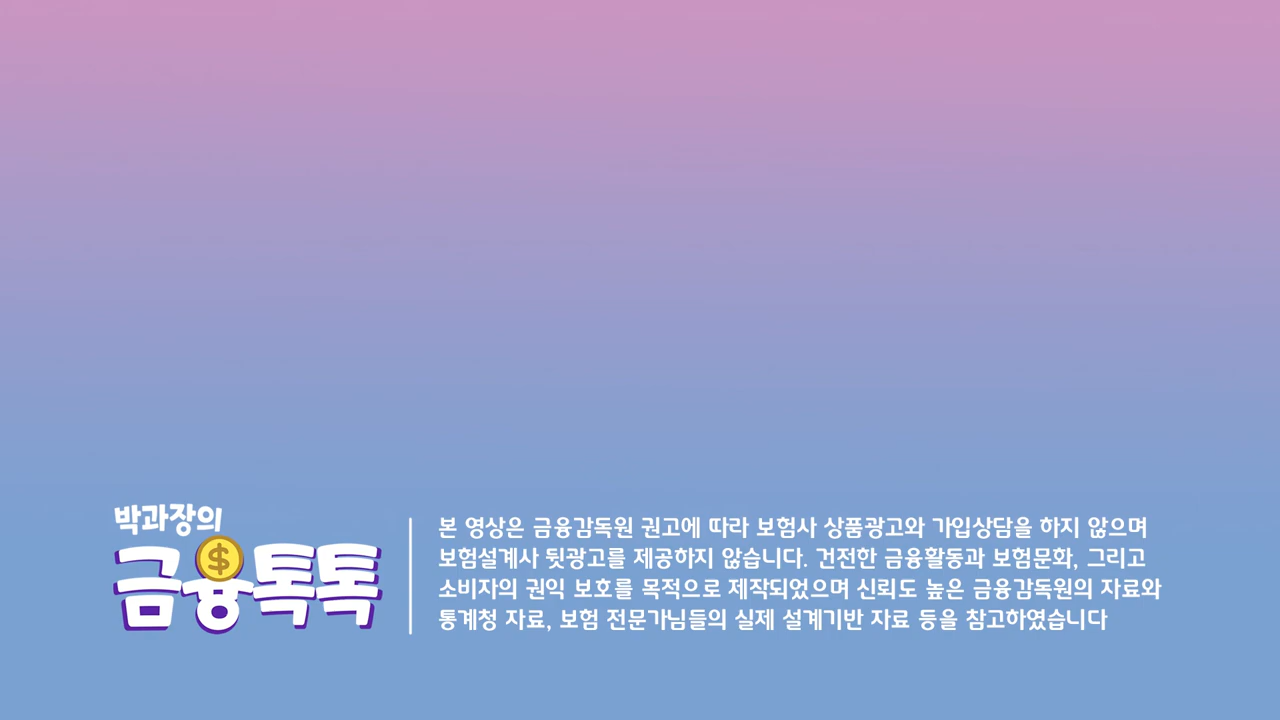 박과장의
금융톡톡
본 영상은 금융감독원 권고에 따라 보험사 상품광고와 가입상담을 하지 않으며
보험설계사 뒷광고를 제공하지 않습니다. 건전한 금융활동과 보험문화, 그리고
소비자의 권익 보호를 목적으로 제작되었으며 신뢰도 높은 금융감독원의 자료와
통계청 자료, 보험 전문가님들의 실제 설계기반 자료 등을 참고하였습니다